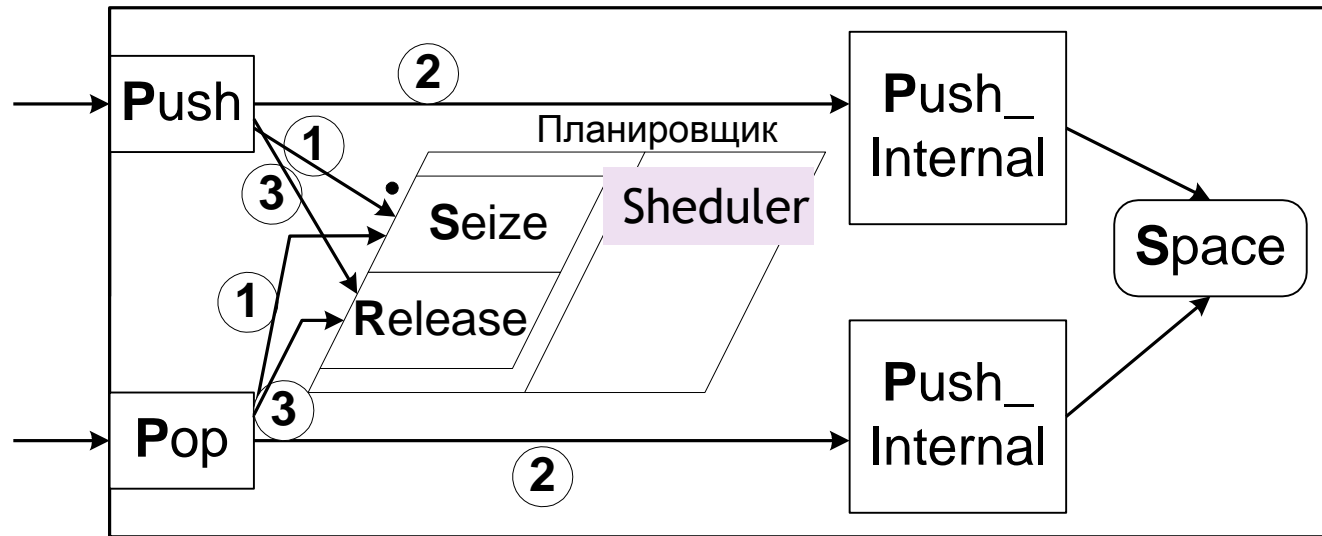 Push
2
Push_
Internal
1
Планировщик
3
Seize
Sheduler
Space
1
Release
3
Pop
2
Push_
Internal